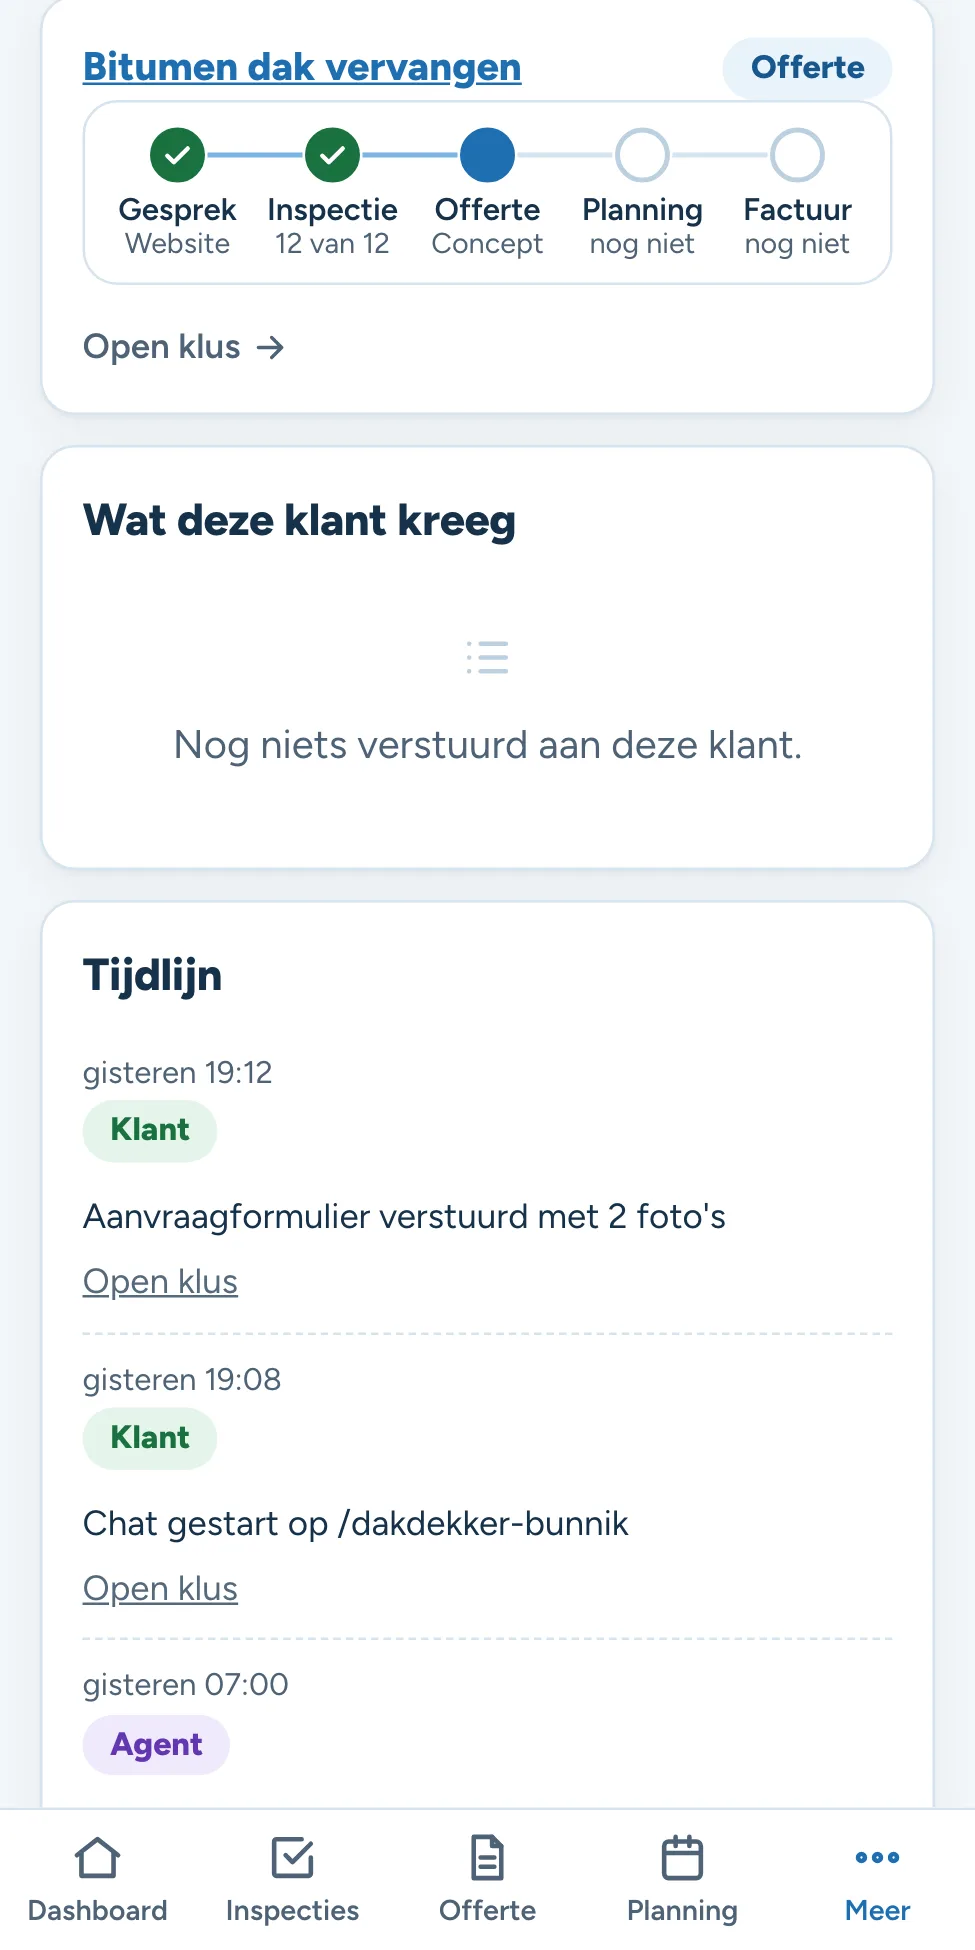 Bitumen dak vervangen
Offerte
Gesprek Inspectie Offerte Planning Factuur
Website 12 van 12 Concept nog niet nog niet
Open klus →
Wat deze klant kreeg
Nog niets verstuurd aan deze klant.
Tijdlijn
gisteren 19:12
Klant
Aanvraagformulier verstuurd met 2 foto's
Open klus
gisteren 19:08
Klant
Chat gestart op /dakdekker-bunnik
Open klus
gisteren 07:00
Agent
Dashboard Inspecties Offerte Planning Meer